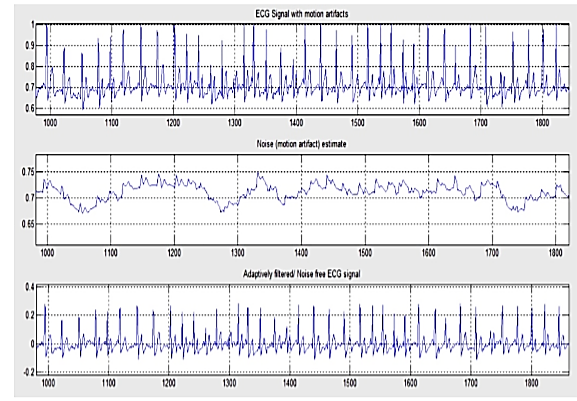 ECG Signal with motion artifacts
1
0.9
0.8
0.7
0.6
1000 1100 1200 1300 1400 1500 1600 1700 1800
Noise (motion artifact) estimate
0.75
0.7
0.65
1000 1100 1200 1300 1400 1500 1600 1700 1800
Adaptively filtered/ Noise free ECG signal
0.4
0.2
0
-0.2
1000 1100 1200 1300 1400 1500 1600 1700 1800